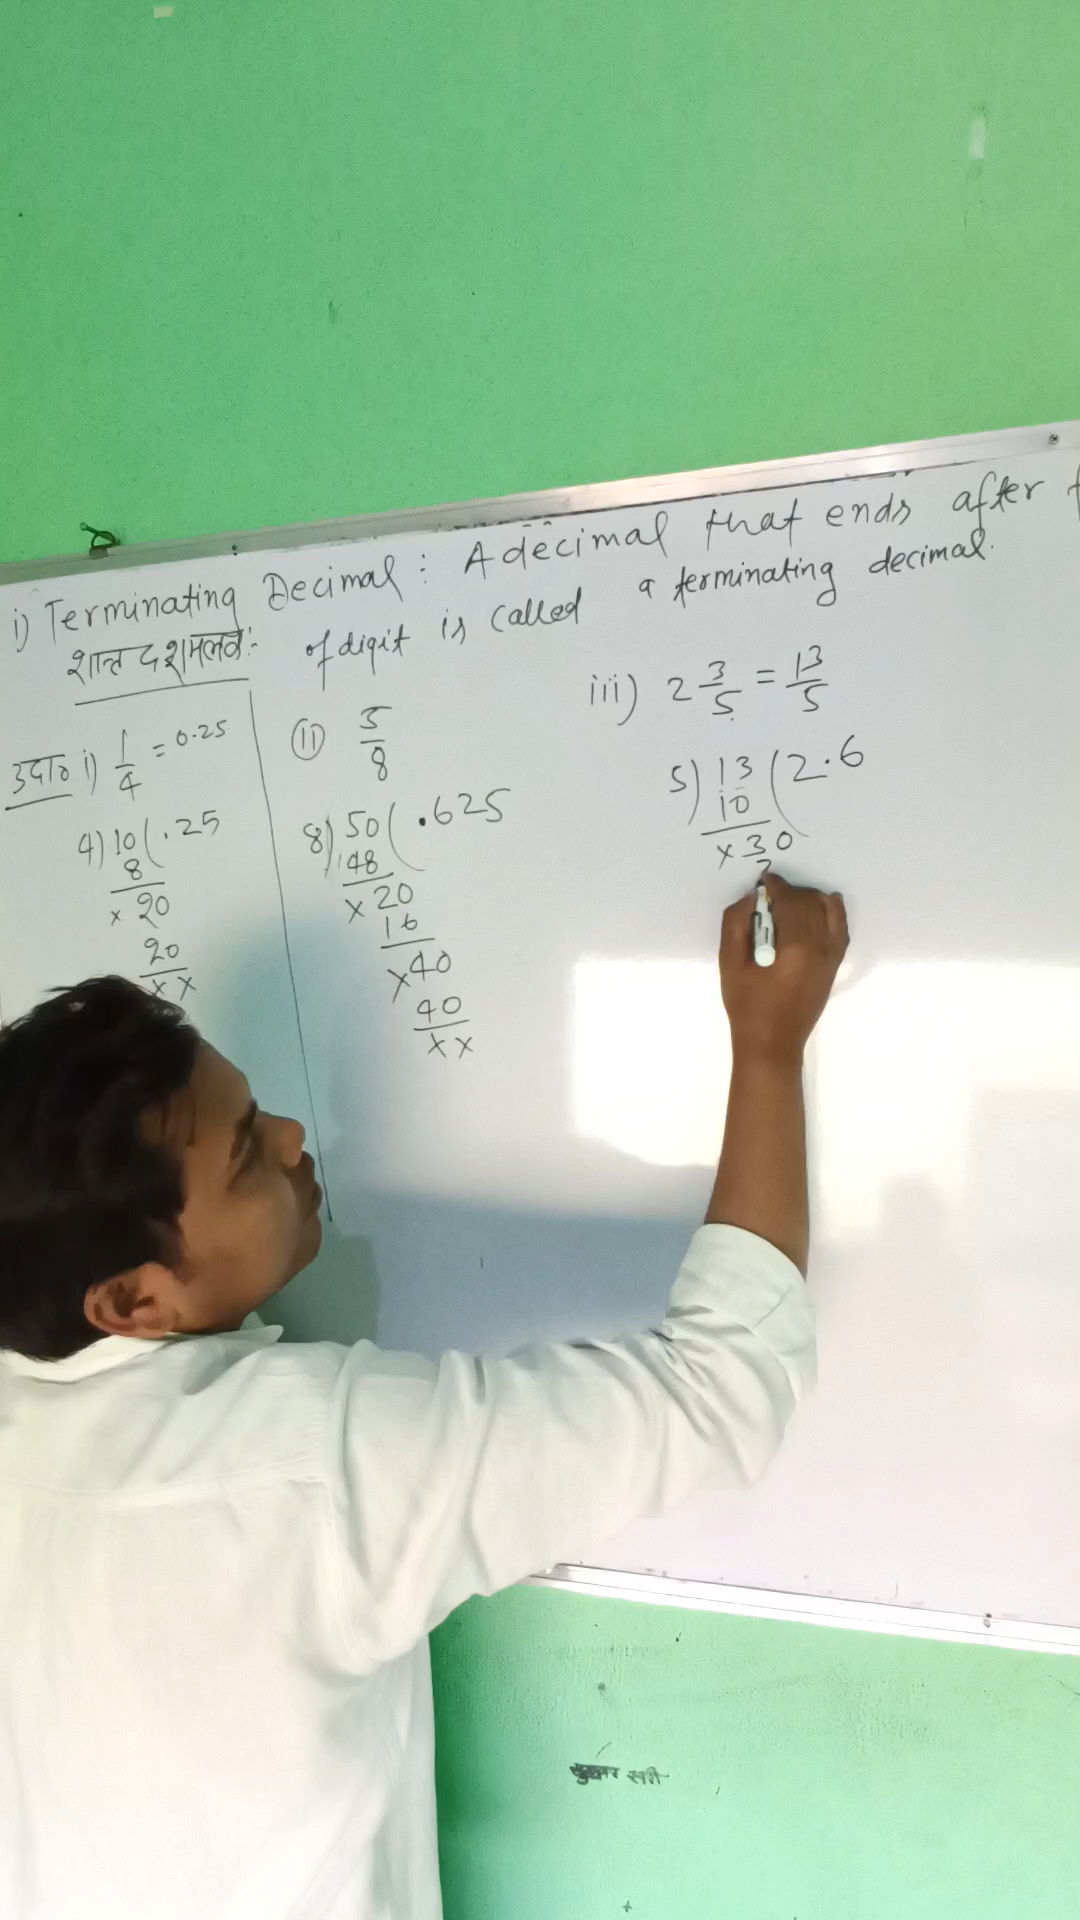 i) Terminating Decimal : A decimal that ends after
शान्त दशमलव :- of digit is called a terminating decimal.
उदा० i) 1/4 = 0.25
4) 10 ( .25
8
x 20
20
x x
(ii) 5/8
8) 50 ( .625
48
x 20
16
x 40
40
x x
iii) 2 3/5 = 13/5
5) 13 ( 2.6
10
x 30
सती